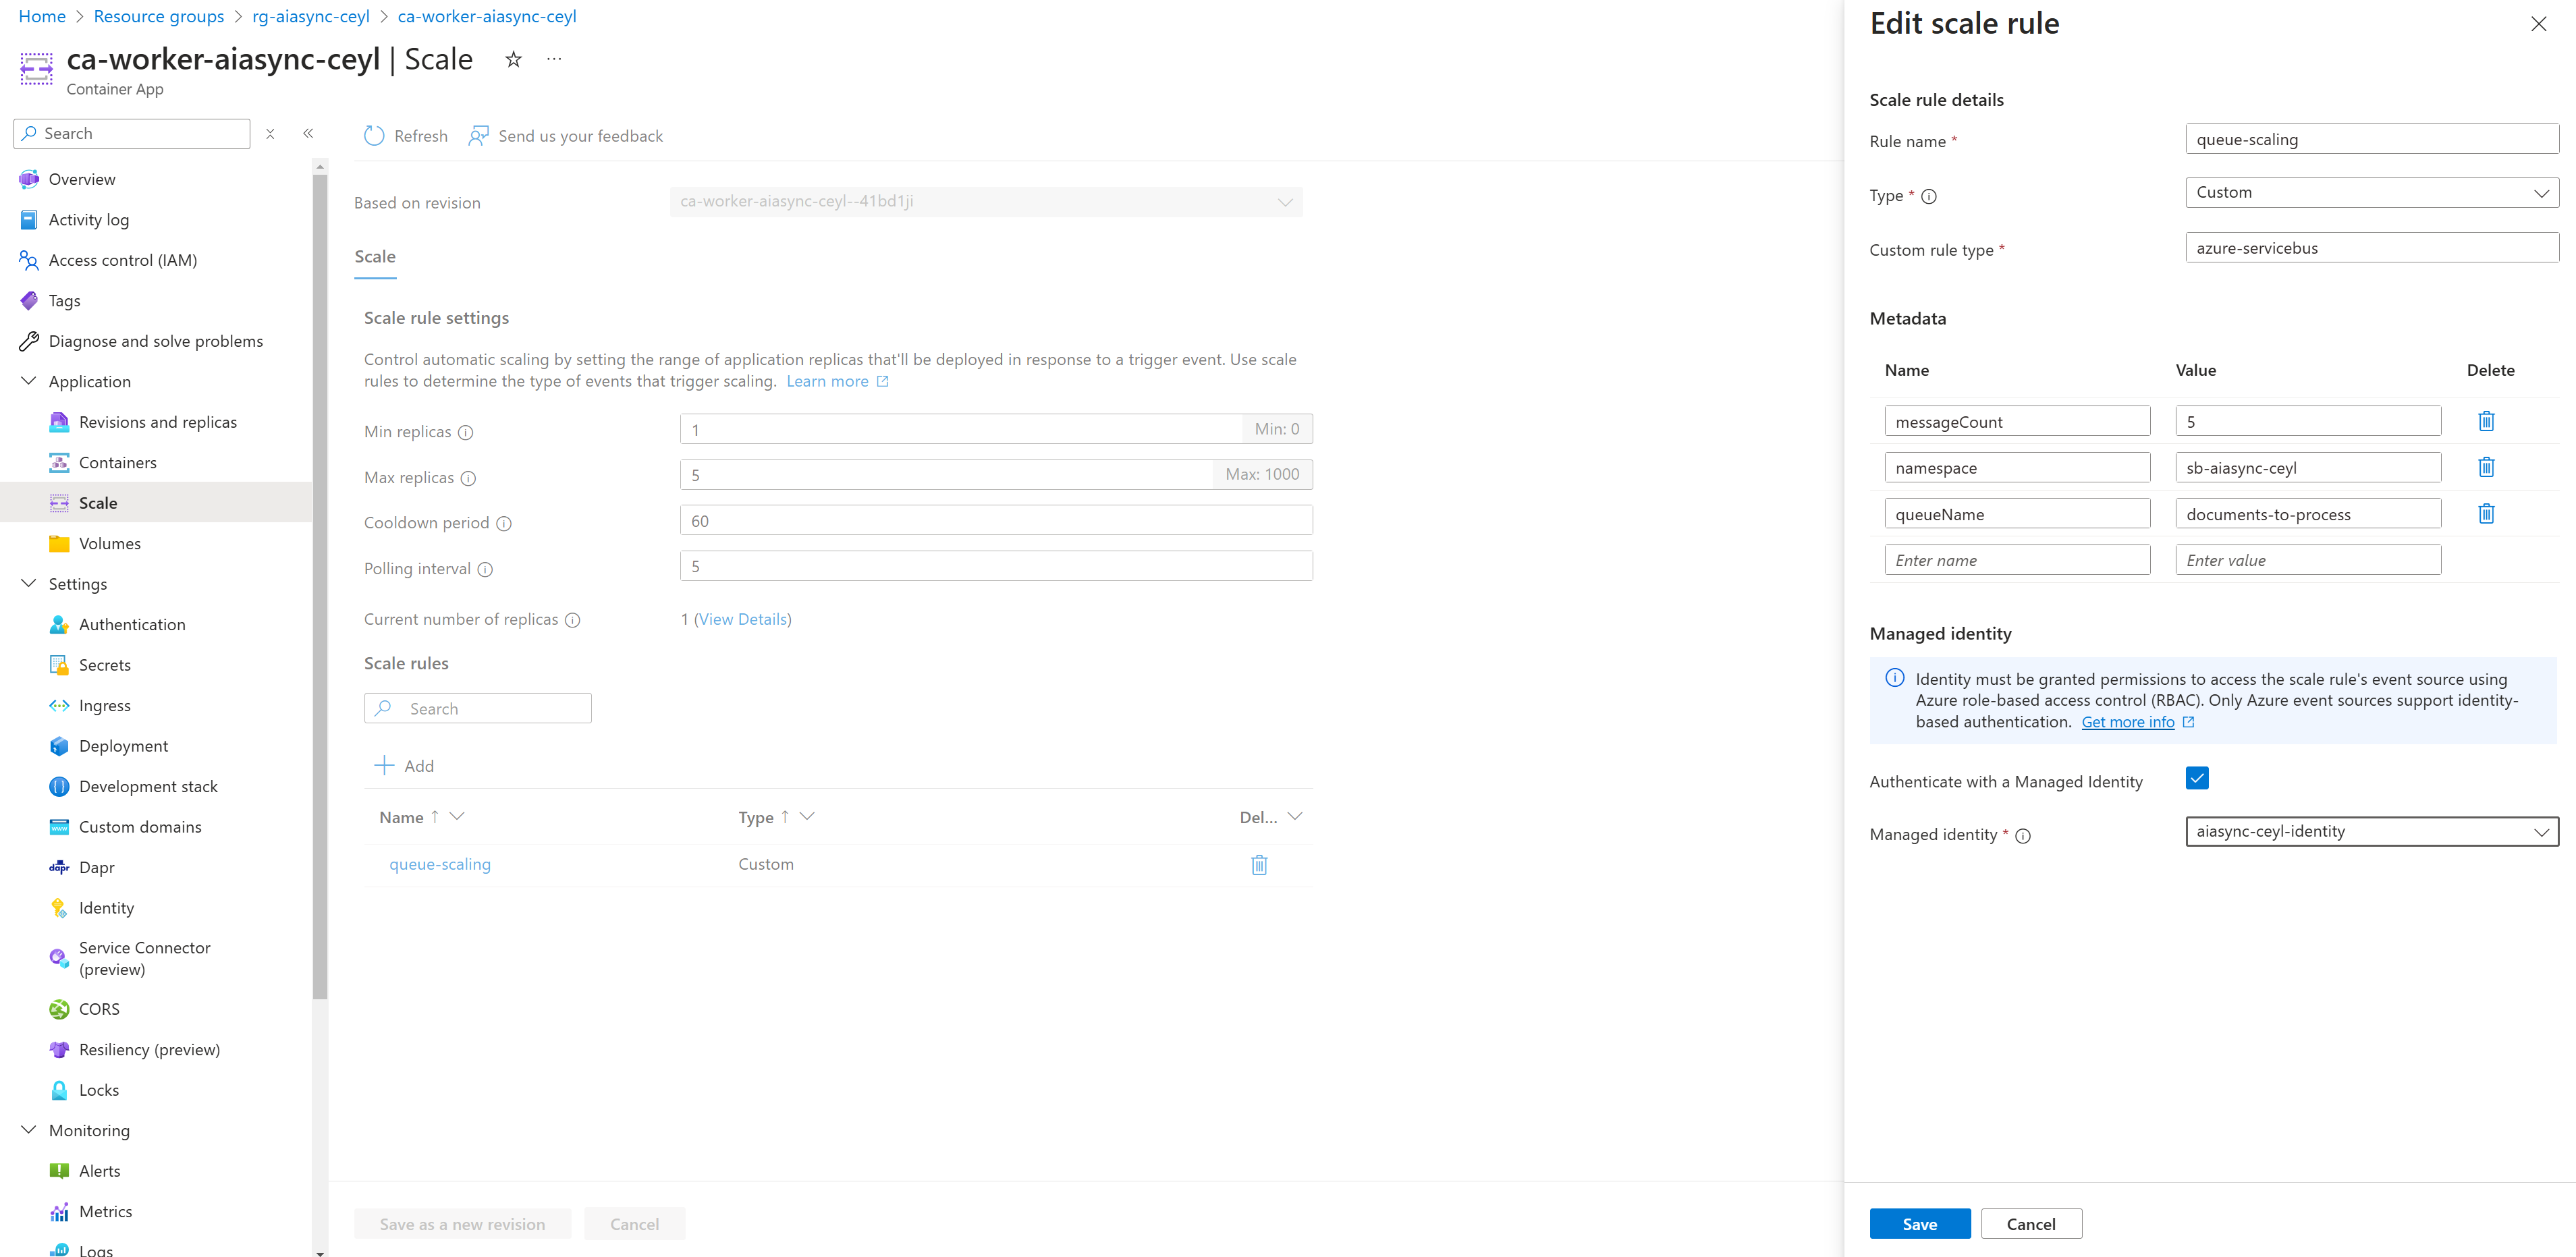 Home > Resource groups > rg-aiasync-ceyl > ca-worker-aiasync-ceyl
ca-worker-aiasync-ceyl | Scale
Container App
Search
Overview
Activity log
Access control (IAM)
Tags
Diagnose and solve problems
Application
Revisions and replicas
Containers
Scale
Volumes
Settings
Authentication
Secrets
Ingress
Deployment
Development stack
Custom domains
Dapr
Identity
Service Connector
(preview)
CORS
Resiliency (preview)
Locks
Monitoring
Alerts
Metrics
Logs
Refresh
Send us your feedback
Based on revision
ca-worker-aiasync-ceyl--41bd1ji
Scale
Scale rule settings
Control automatic scaling by setting the range of application replicas that'll be deployed in response to a trigger event. Use scale
rules to determine the type of events that trigger scaling. Learn more
Min replicas 1 Min: 0
Max replicas 5 Max: 1000
Cooldown period 60
Polling interval 5
Current number of replicas 1 (View Details)
Scale rules
Search
Add
Name ↑ Type ↑ Del...
queue-scaling Custom
Save as a new revision Cancel
Edit scale rule
Scale rule details
Rule name * queue-scaling
Type * Custom
Custom rule type * azure-servicebus
Metadata
Name Value Delete
messageCount 5
namespace sb-aiasync-ceyl
queueName documents-to-process
Enter name Enter value
Managed identity
Identity must be granted permissions to access the scale rule's event source using
Azure role-based access control (RBAC). Only Azure event sources support identity-
based authentication. Get more info
Authenticate with a Managed Identity
Managed identity * aiasync-ceyl-identity
Save Cancel